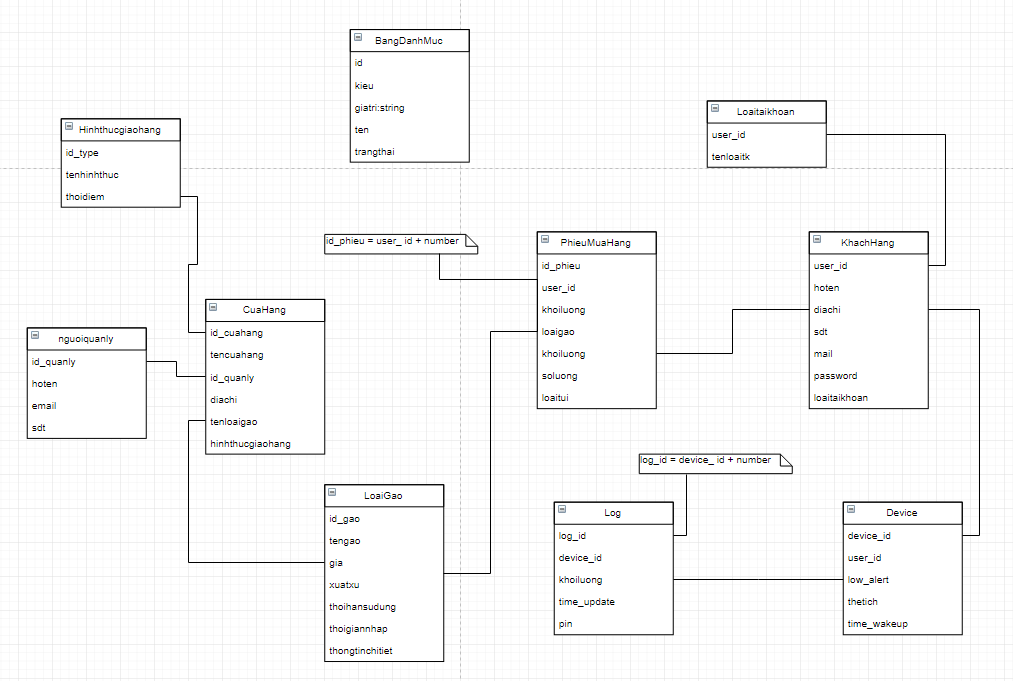 BangDanhMuc
id
kieu
giatri:string
ten
trangthai
Hinhthucgiaohang
id_type
tenhinhthuc
thoidiem
Loaitaikhoan
user_id
tenloaitk
id_phieu = user_ id + number
PhieuMuaHang
id_phieu
user_id
khoiluong
loaigao
khoiluong
soluong
loaitui
KhachHang
user_id
hoten
diachi
sdt
mail
password
loaitaikhoan
CuaHang
id_cuahang
tencuahang
id_quanly
diachi
tenloaigao
hinhthucgiaohang
nguoiquanly
id_quanly
hoten
email
sdt
LoaiGao
id_gao
tengao
gia
xuatxu
thoihansudung
thoigiannhap
thongtinchitiet
log_id = device_ id + number
Log
log_id
device_id
khoiluong
time_update
pin
Device
device_id
user_id
low_alert
thetich
time_wakeup